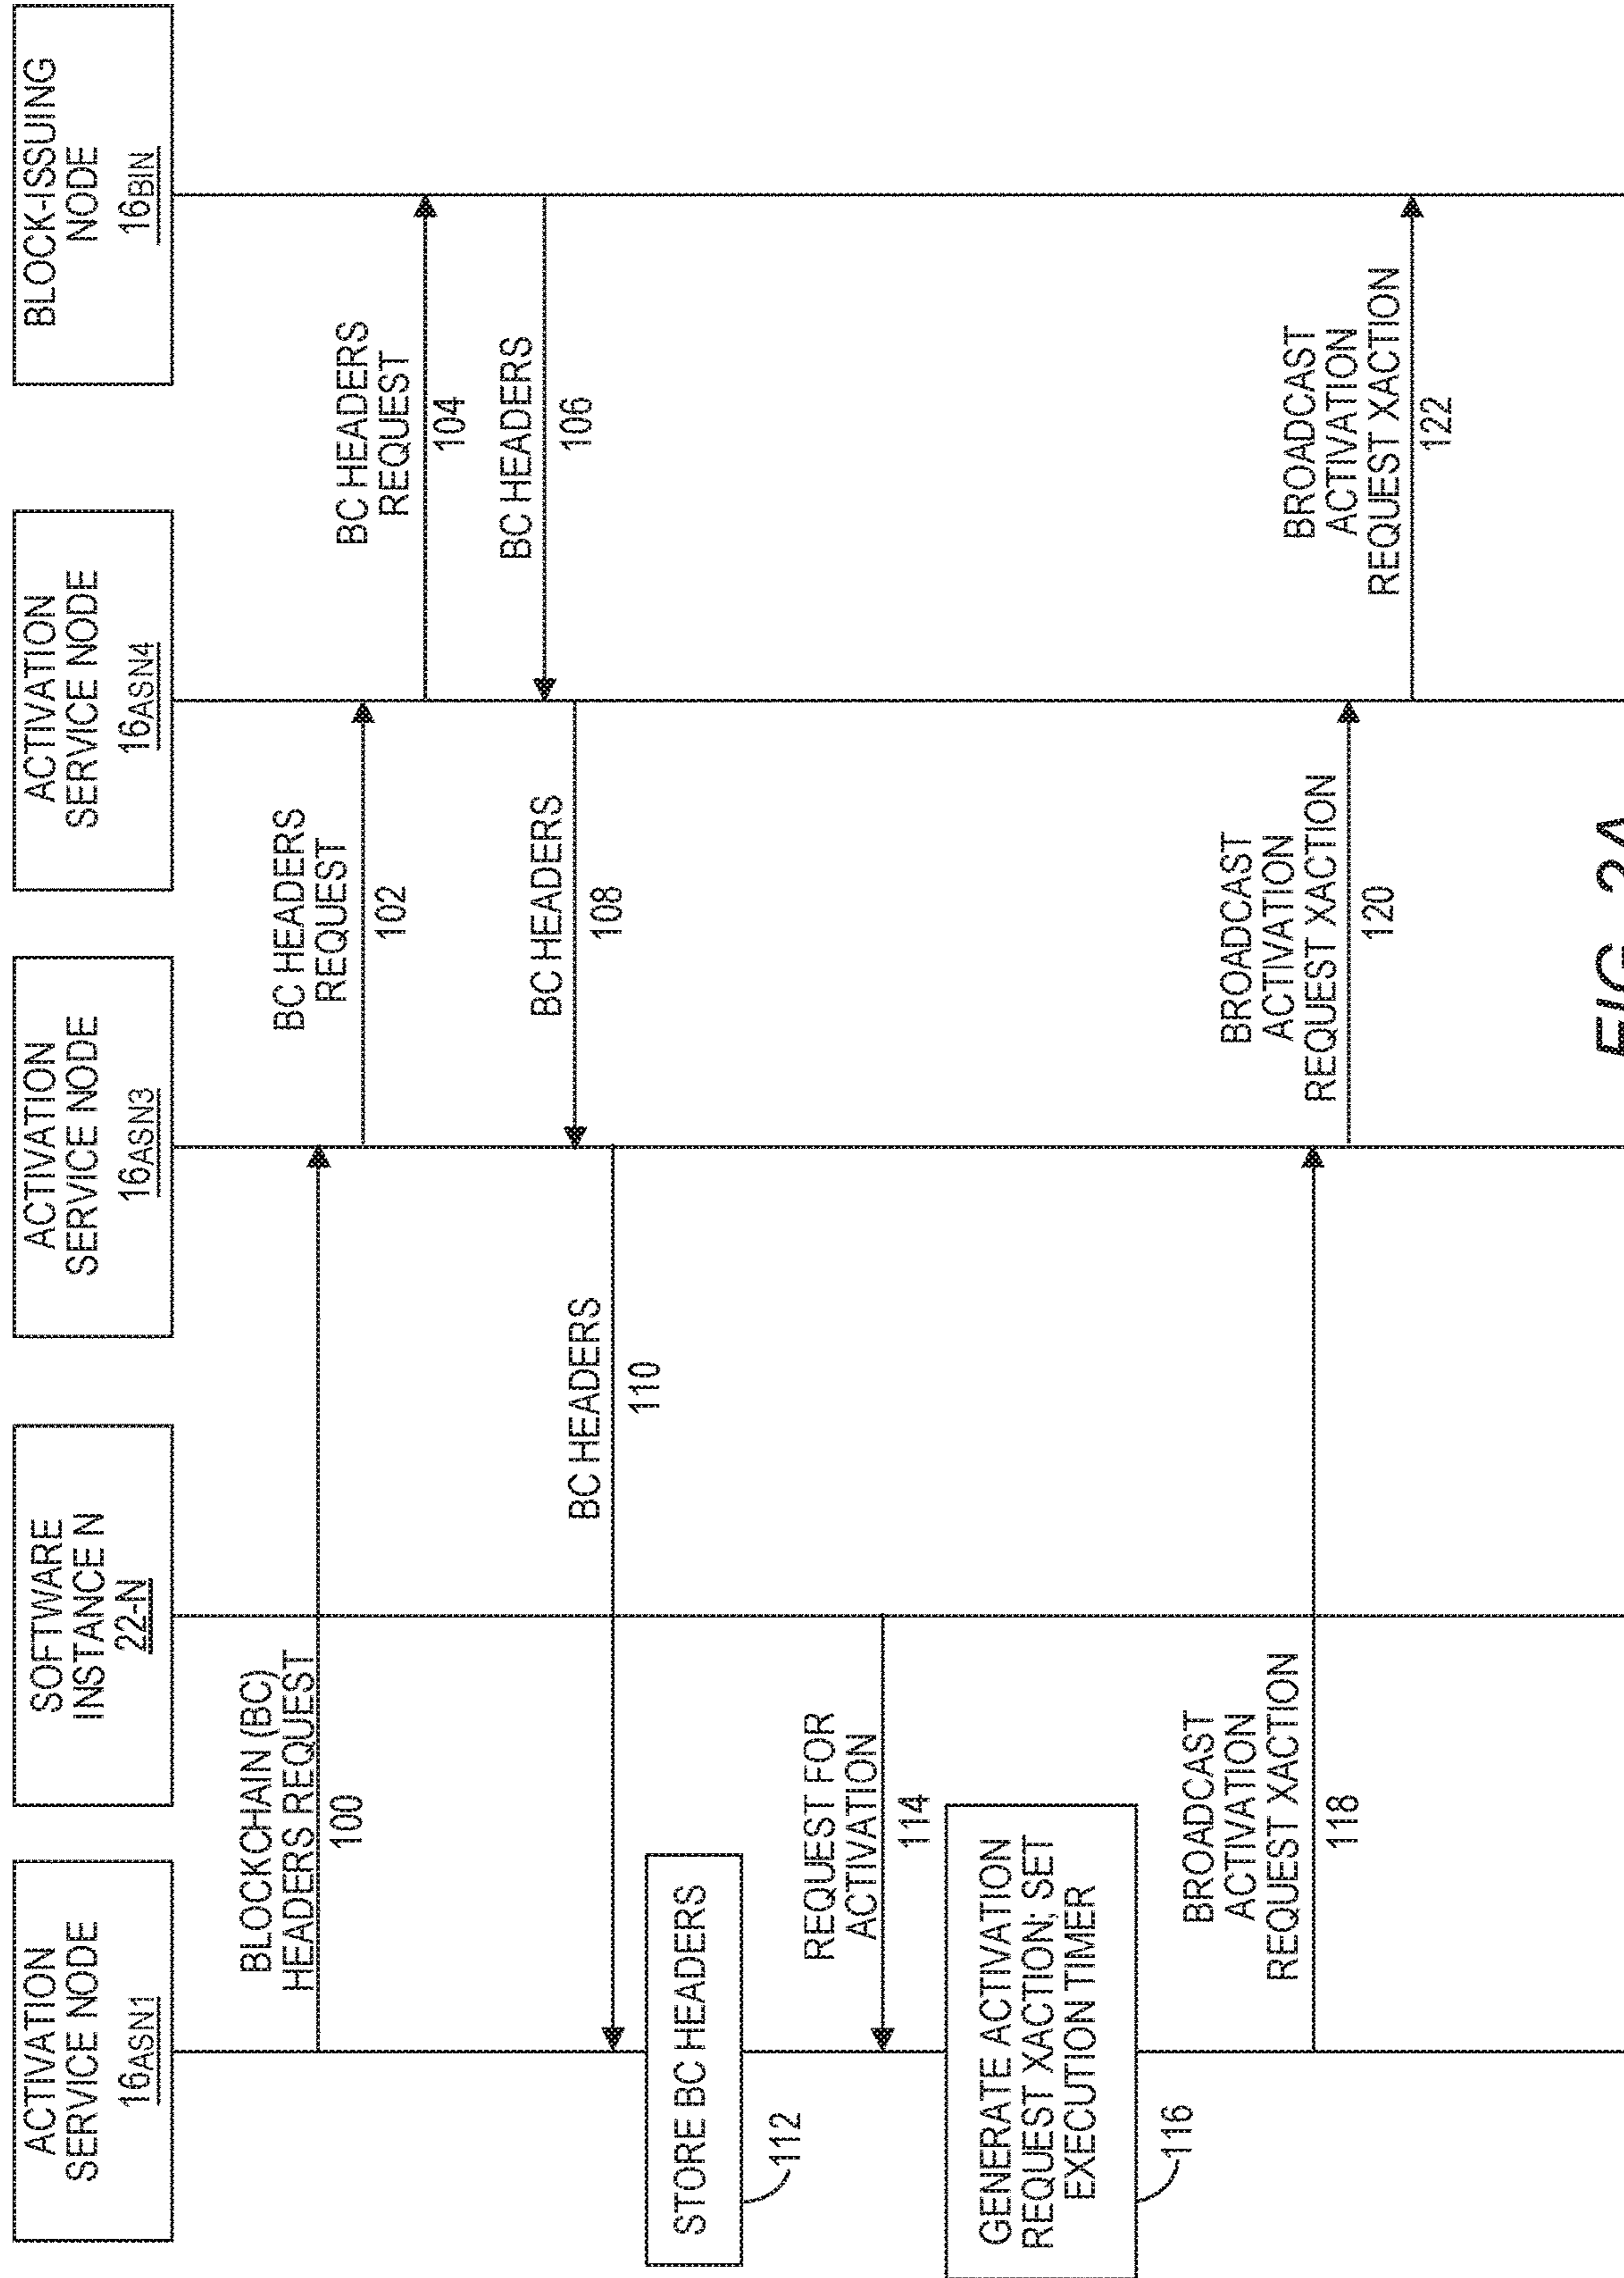 ACTIVATION
SERVICE NODE
16ASN1
SOFTWARE
INSTANCE N
22-N
ACTIVATION
SERVICE NODE
16ASN3
ACTIVATION
SERVICE NODE
16ASN4
BLOCK-ISSUING
NODE
16BIN
BLOCKCHAIN (BC)
HEADERS REQUEST
100
BC HEADERS
REQUEST
102
BC HEADERS
REQUEST
104
BC HEADERS
106
BC HEADERS
108
BC HEADERS
110
STORE BC HEADERS
112
REQUEST FOR
ACTIVATION
114
GENERATE ACTIVATION
REQUEST XACTION; SET
EXECUTION TIMER
116
BROADCAST
ACTIVATION
REQUEST XACTION
118
BROADCAST
ACTIVATION
REQUEST XACTION
120
BROADCAST
ACTIVATION
REQUEST XACTION
122
FIG. 2A